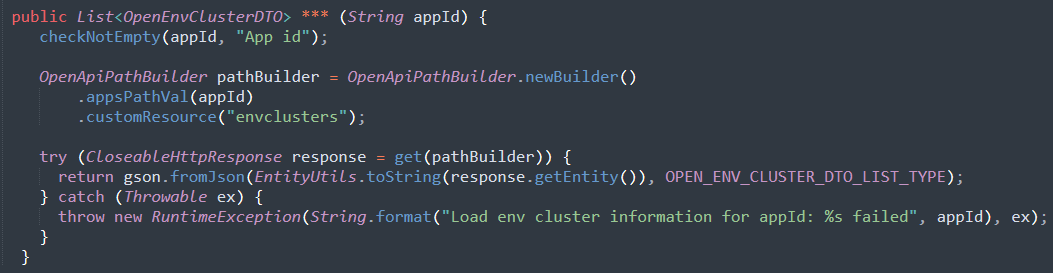 public List<OpenEnvClusterDTO> *** (String appId) {
checkNotEmpty(appId, "App id");
OpenApiPathBuilder pathBuilder = OpenApiPathBuilder.newBuilder()
.appsPathVal(appId)
.customResource("envclusters");
try (CloseableHttpResponse response = get(pathBuilder)) {
return gson.fromJson(EntityUtils.toString(response.getEntity()), OPEN_ENV_CLUSTER_DTO_LIST_TYPE);
} catch (Throwable ex) {
throw new RuntimeException(String.format("Load env cluster information for appId: %s failed", appId), ex);
}
}